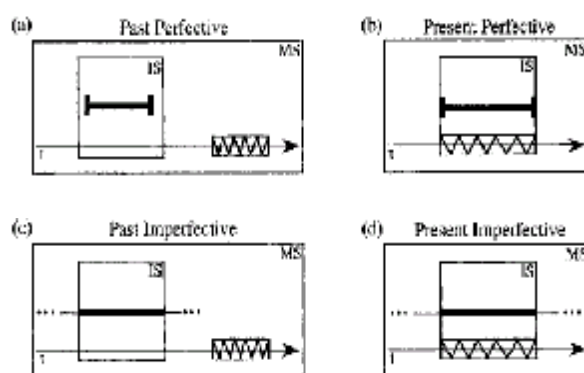 (a) Past Perfective
MS
IS
t
(b) Present Perfective
MS
IS
t
(c) Past Imperfective
MS
IS
t
(d) Present Imperfective
MS
IS
t